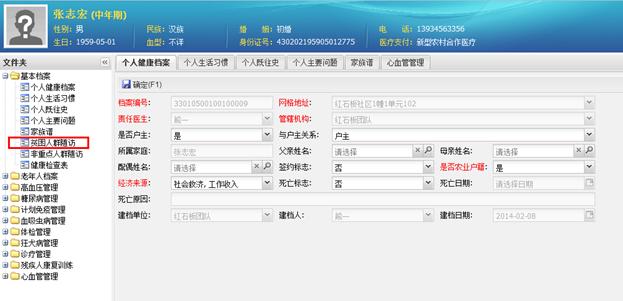 张志宏 (中年期)
性别: 男 民族: 汉族 婚姻: 初婚 电话: 13934563356
生日: 1959-05-01 血型: 不详 身份证号: 430202195905012775 医疗支付: 新型农村合作医疗
文件夹
基本档案
个人健康档案
个人生活习惯
个人既往史
个人主要问题
家族谱
贫困人群随访
非重点人群随访
健康检查表
老年人档案
高血压管理
糖尿病管理
计划免疫管理
血吸虫病管理
体检管理
狂犬病管理
诊疗管理
残疾人康复训练
心血管管理
个人健康档案 个人生活习惯 个人既往史 个人主要问题 家族谱 心血管管理
确定(F1)
档案编号: 33010500100100009 网格地址: 红石板社区1幢1单元102
责任医生: 俞一 管辖机构: 红石板团队
是否户主: 是 与户主关系: 户主
所属家庭: 张志宏 父亲姓名: 请选择 母亲姓名: 请选择
配偶姓名: 请选择 签约标志: 否 是否农业户籍: 是
经济来源: 社会救济,工作收入 死亡标志: 否 死亡日期: 请选择日期
死亡原因:
建档单位: 红石板团队 建档人: 俞一 建档日期: 2014-02-08